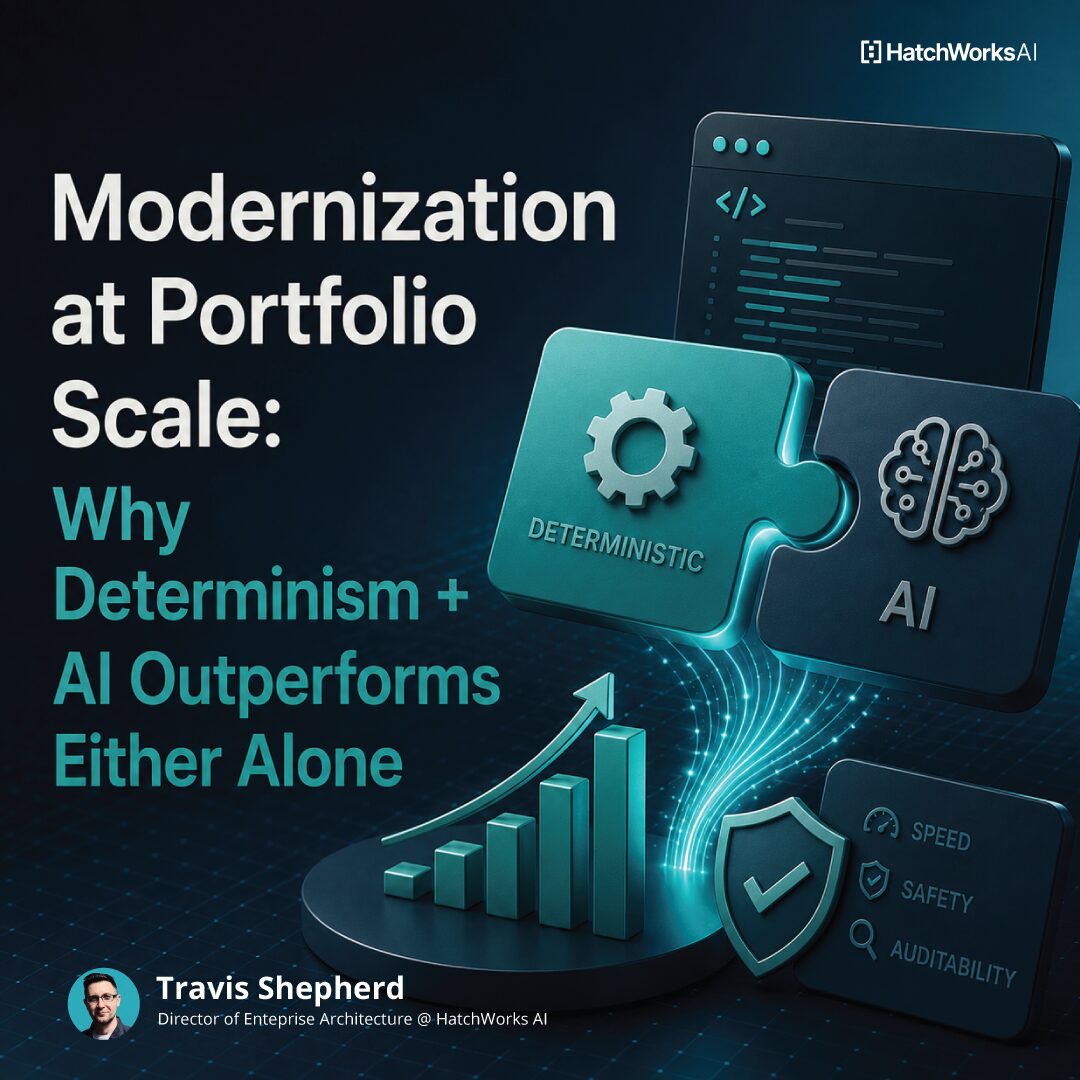 HatchWorksAI
Modernization
at Portfolio
Scale:
Why
Determinism +
AI Outperforms
Either Alone
</>
DETERMINISTIC
AI
SPEED
SAFETY
AUDITABILITY
Travis Shepherd
Director of Enteprise Architecture @ HatchWorks AI